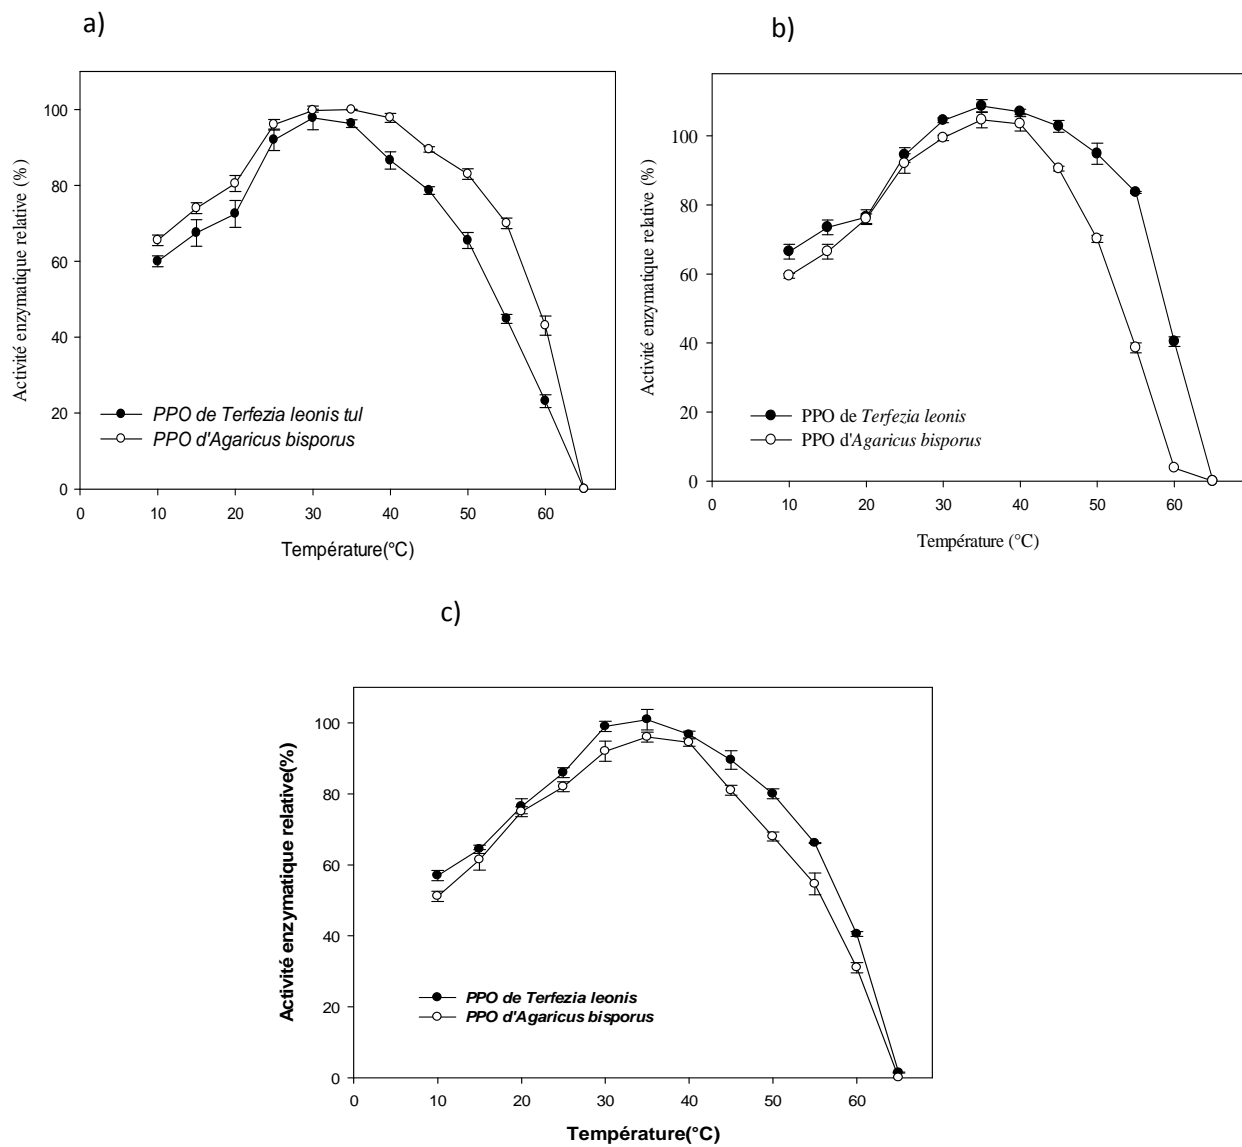 a)
Activité enzymatique relative (%)
100
80
60
40
20
0
PPO de Terfezia leonis tul
PPO d'Agaricus bisporus
0 10 20 30 40 50 60
Température(°C)
b)
Activité enzymatique relative (%)
100
80
60
40
20
0
PPO de Terfezia leonis
PPO d'Agaricus bisporus
0 10 20 30 40 50 60
Température (°C)
c)
Activité enzymatique relative(%)
100
80
60
40
20
0
PPO de Terfezia leonis
PPO d'Agaricus bisporus
0 10 20 30 40 50 60
Température(°C)